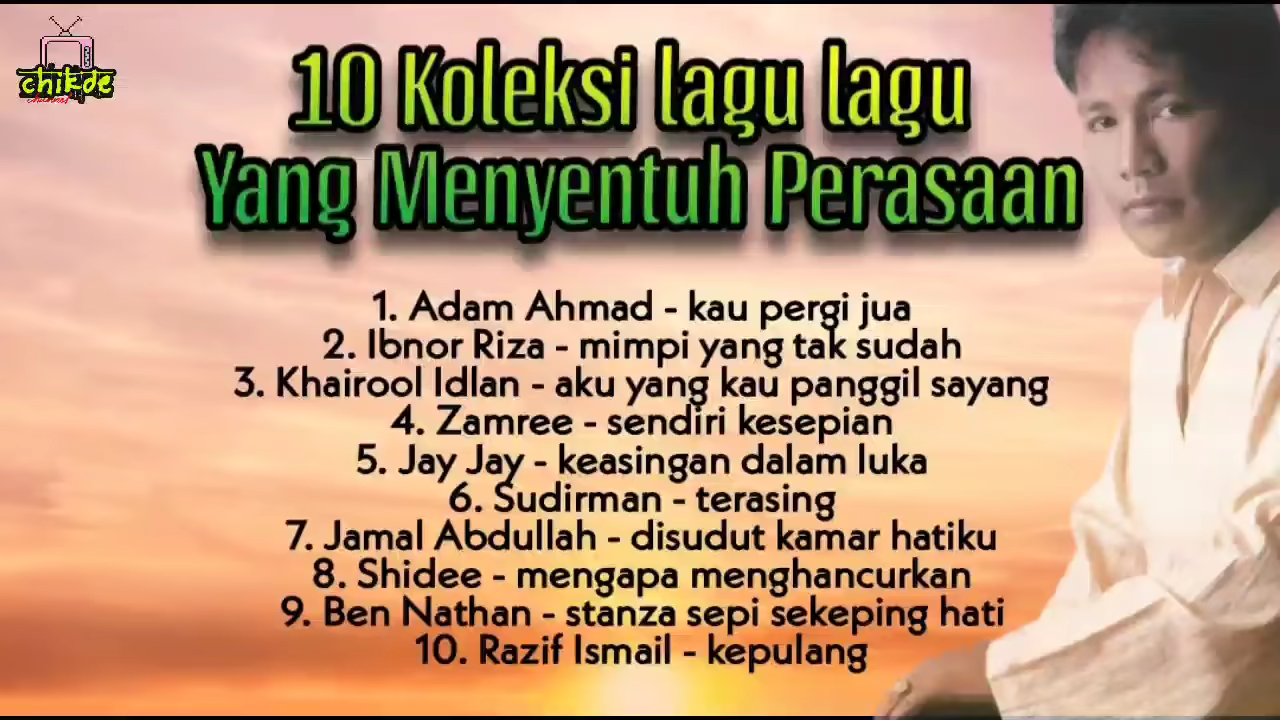 chikde
10 Koleksi lagu lagu
Yang Menyentuh Perasaan
1. Adam Ahmad - kau pergi jua
2. Ibnor Riza - mimpi yang tak sudah
3. Khairool Idlan - aku yang kau panggil sayang
4. Zamree - sendiri kesepian
5. Jay Jay - keasingan dalam luka
6. Sudirman - terasing
7. Jamal Abdullah - disudut kamar hatiku
8. Shidee - mengapa menghancurkan
9. Ben Nathan - stanza sepi sekeping hati
10. Razif Ismail - kepulang